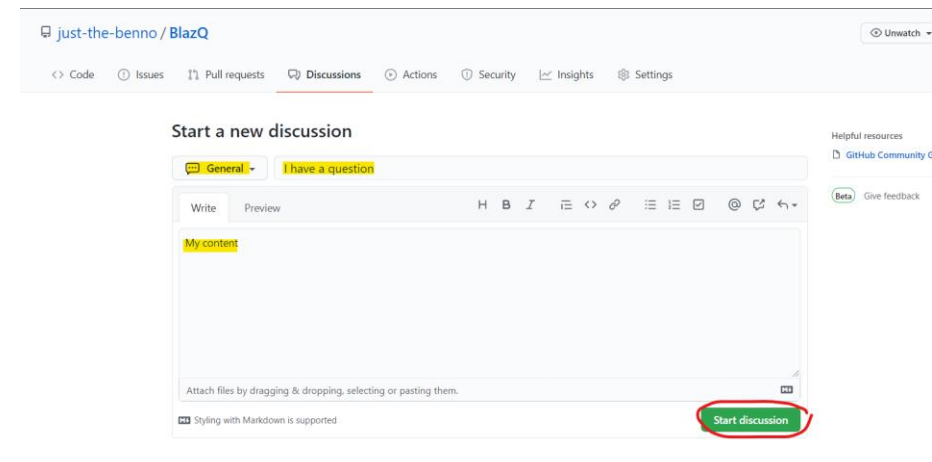 just-the-benno / BlazQ
Unwatch
Code Issues Pull requests Discussions Actions Security Insights Settings
Start a new discussion
Helpful resources
GitHub Community G
General I have a question
Beta Give feedback
Write Preview H B I
My content
Attach files by dragging & dropping, selecting or pasting them.
Styling with Markdown is supported
Start discussion